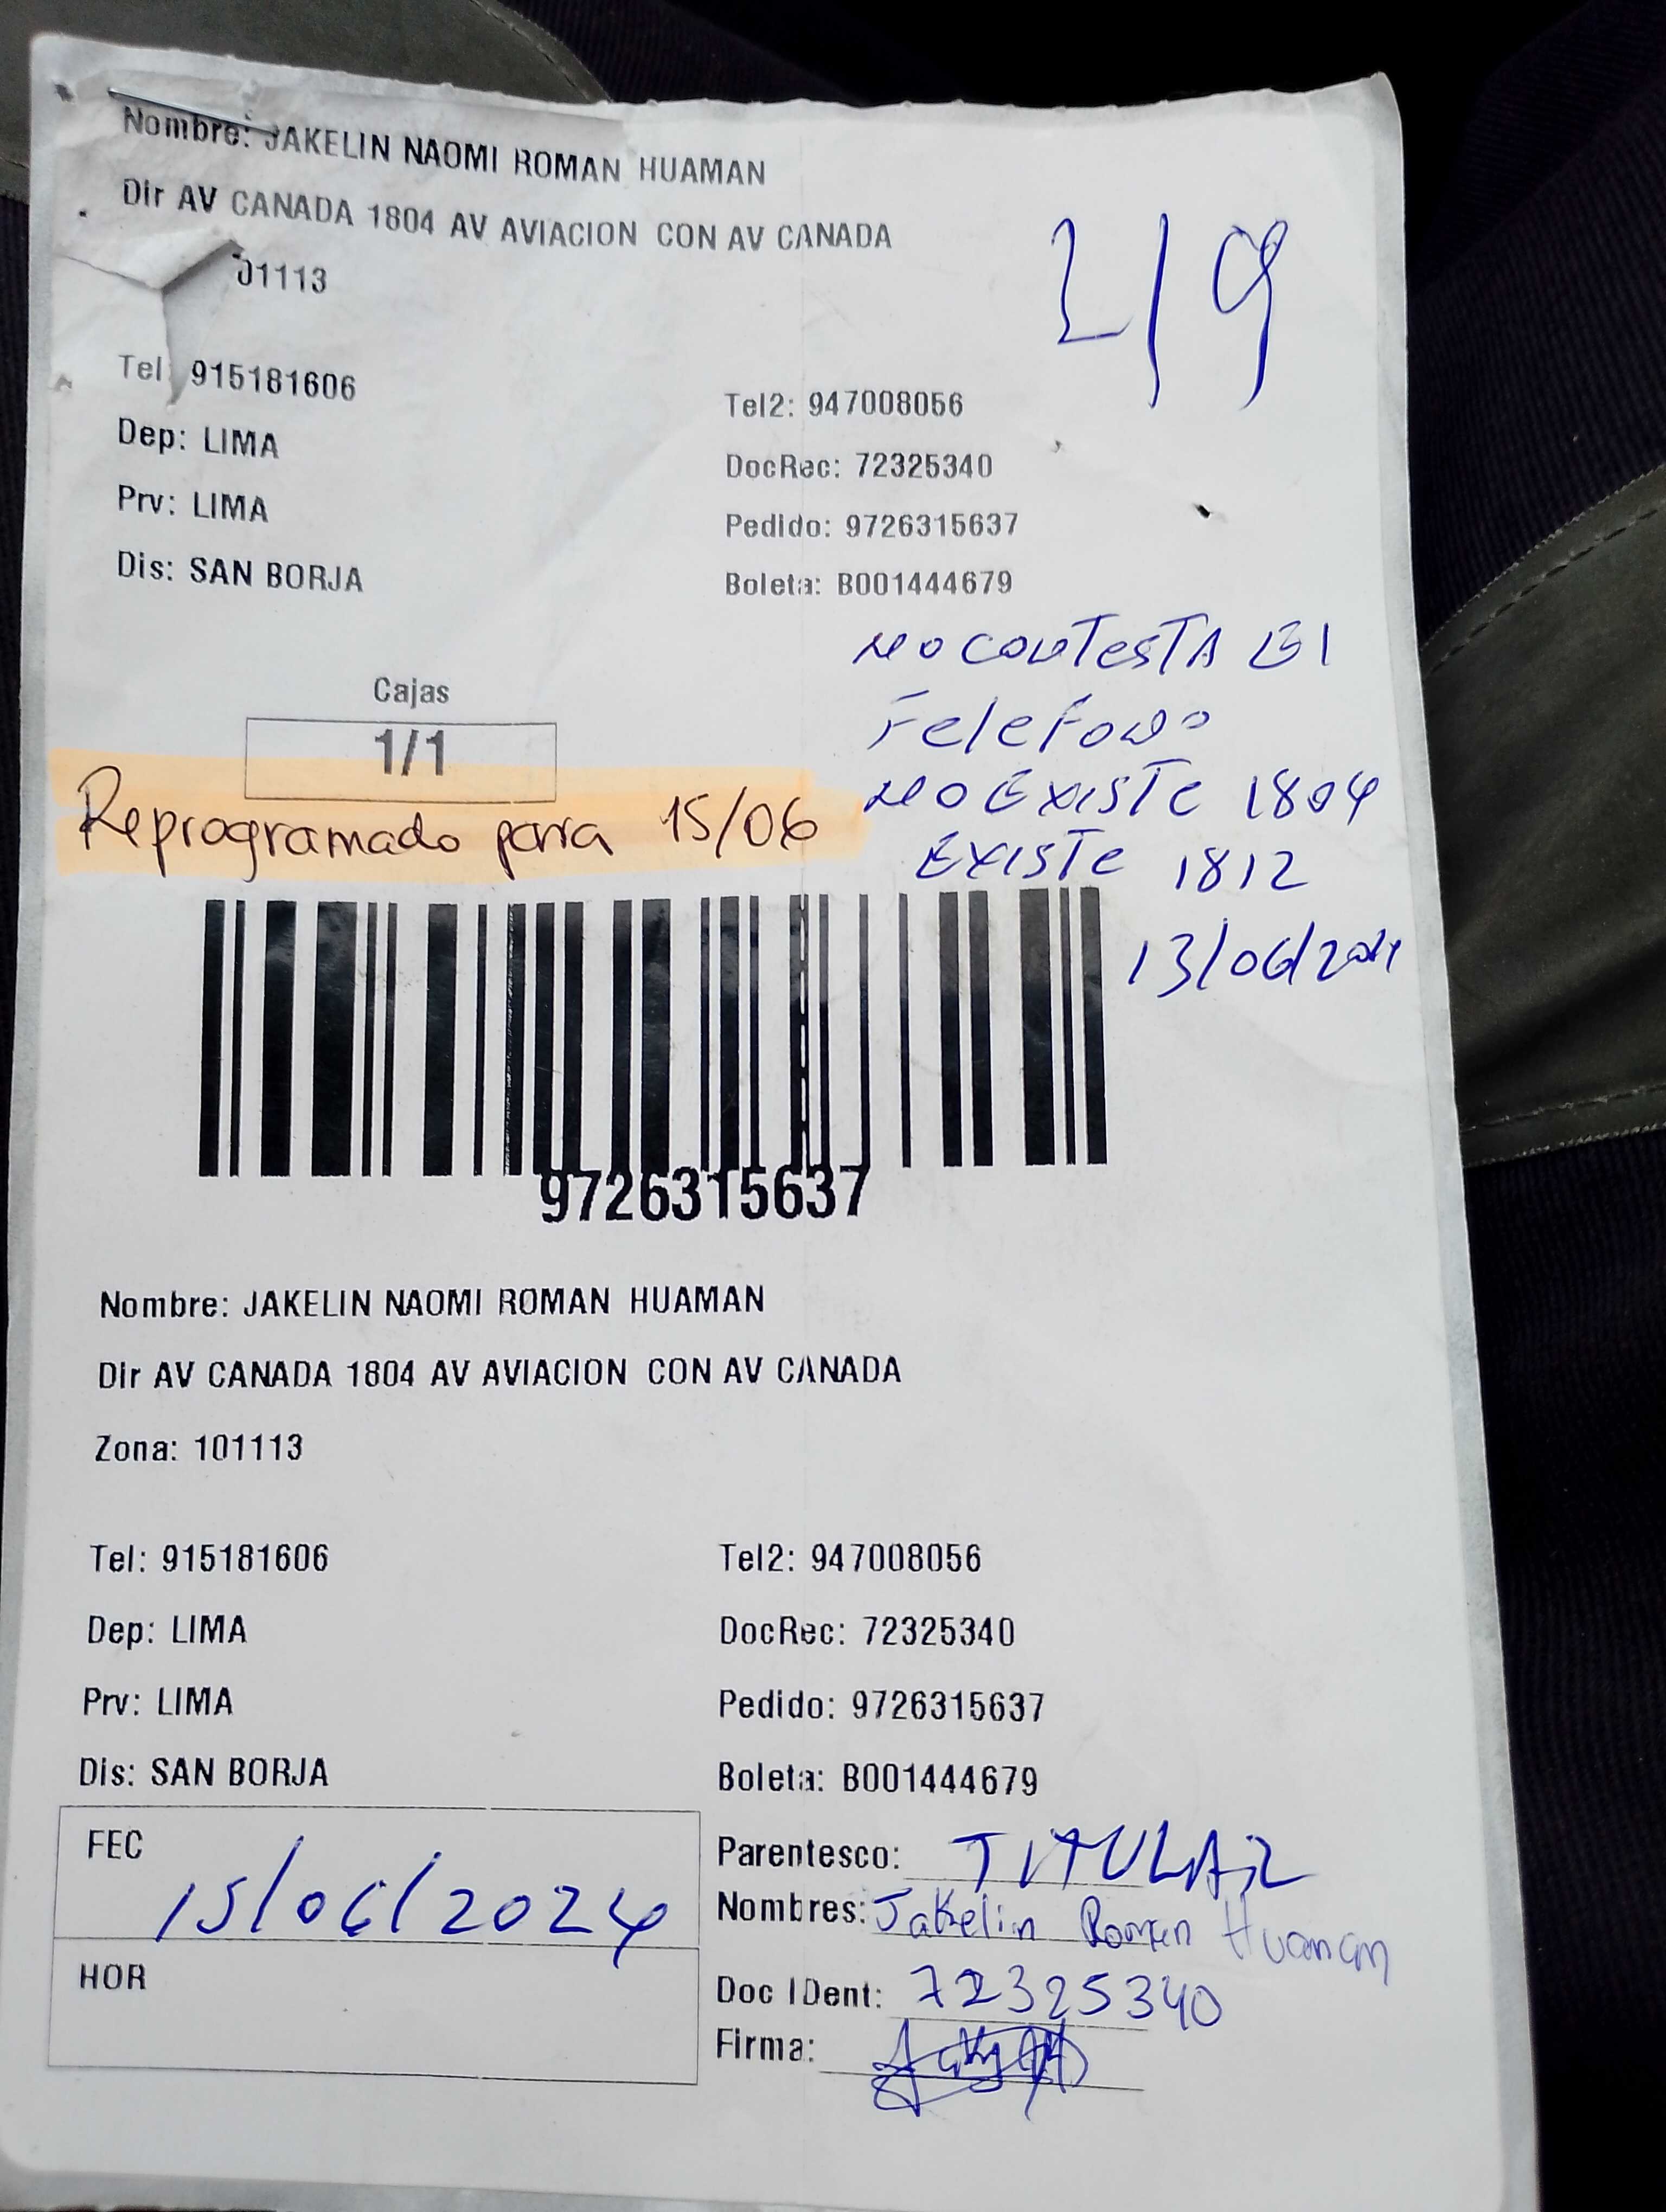 Nombre: JAKELIN NAOMI ROMAN HUAMAN
Dir AV CANADA 1804 AV AVIACION CON AV CANADA
01113
2/9
Tel: 915181606
Tel2: 947008056
Dep: LIMA
DocRec: 72325340
Prv: LIMA
Pedido: 9726315637
Dis: SAN BORJA
Boleta: B001444679
NO CONTESTA El
Telefono
NO EXISTE 1804
EXISTE 1812
13/06/2024
Cajas
1/1
Reprogramado para 15/06
9726315637
Nombre: JAKELIN NAOMI ROMAN HUAMAN
Dir AV CANADA 1804 AV AVIACION CON AV CANADA
Zona: 101113
Tel: 915181606
Tel2: 947008056
Dep: LIMA
DocRec: 72325340
Prv: LIMA
Pedido: 9726315637
Dis: SAN BORJA
Boleta: B001444679
FEC
15/06/2024
HOR
Parentesco: TITULAR
Nombres: Jakelin Roman Huaman
Doc IDent: 72325340
Firma: